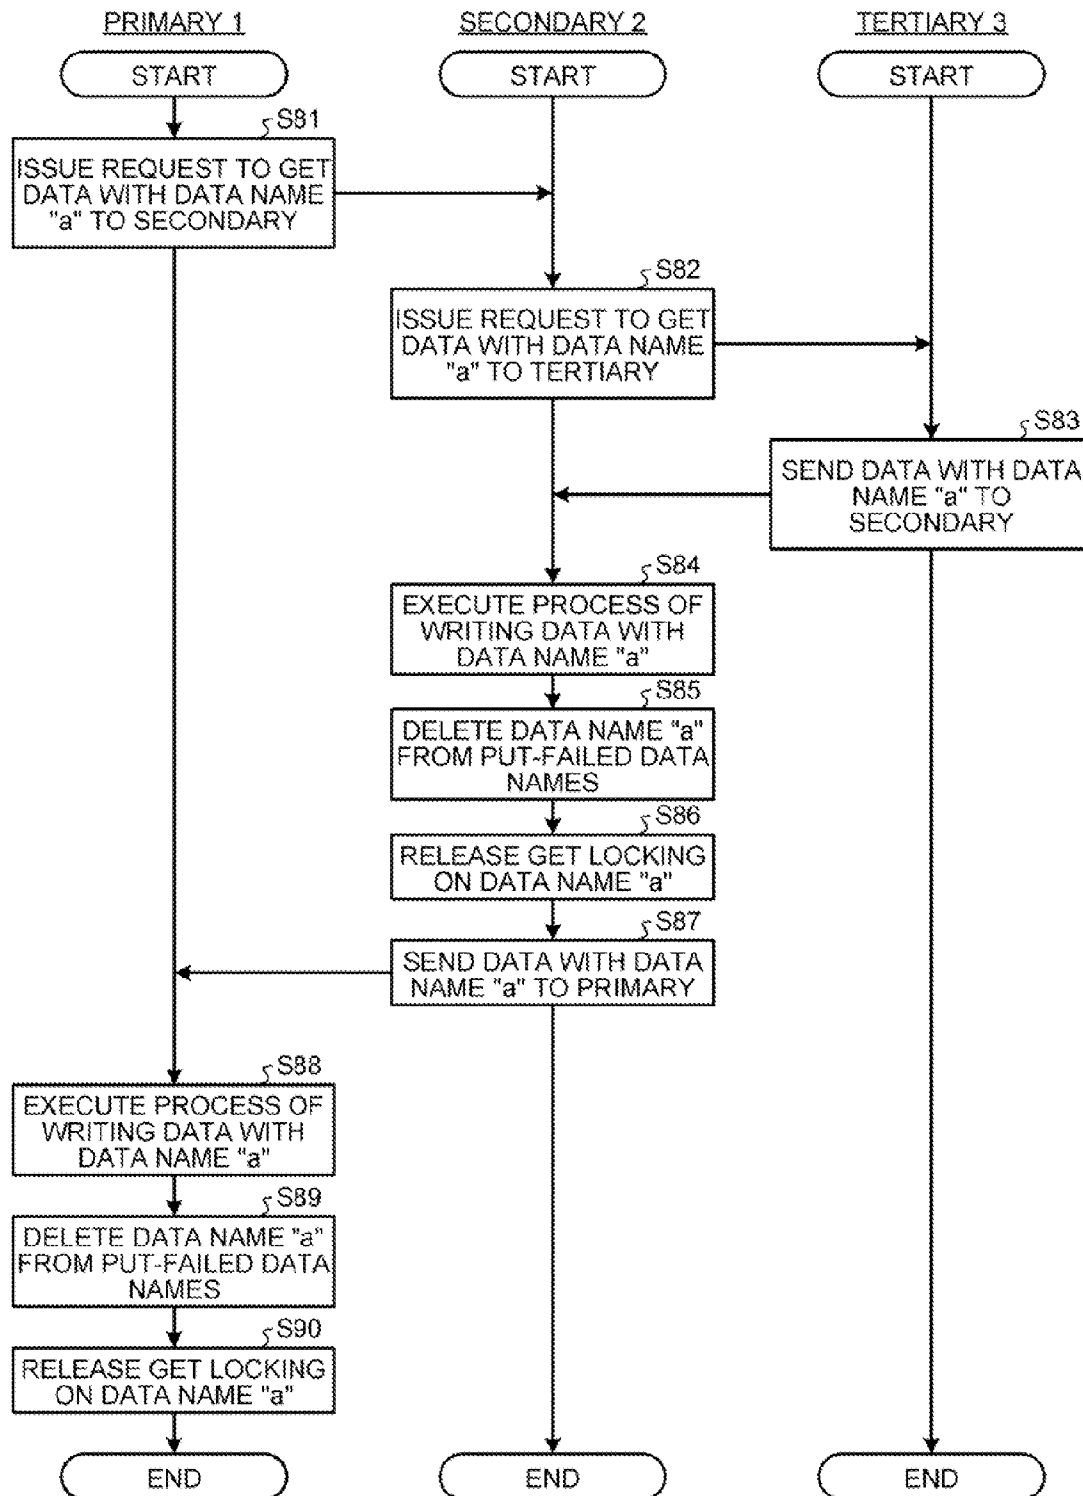 PRIMARY 1
SECONDARY 2
TERTIARY 3
START
START
START
S81
ISSUE REQUEST TO GET
DATA WITH DATA NAME
"a" TO SECONDARY
S82
ISSUE REQUEST TO GET
DATA WITH DATA NAME
"a" TO TERTIARY
S83
SEND DATA WITH DATA
NAME "a" TO
SECONDARY
S84
EXECUTE PROCESS OF
WRITING DATA WITH
DATA NAME "a"
S85
DELETE DATA NAME "a"
FROM PUT-FAILED DATA
NAMES
S86
RELEASE GET LOCKING
ON DATA NAME "a"
S87
SEND DATA WITH DATA
NAME "a" TO PRIMARY
S88
EXECUTE PROCESS OF
WRITING DATA WITH
DATA NAME "a"
S89
DELETE DATA NAME "a"
FROM PUT-FAILED DATA
NAMES
S90
RELEASE GET LOCKING
ON DATA NAME "a"
END
END
END